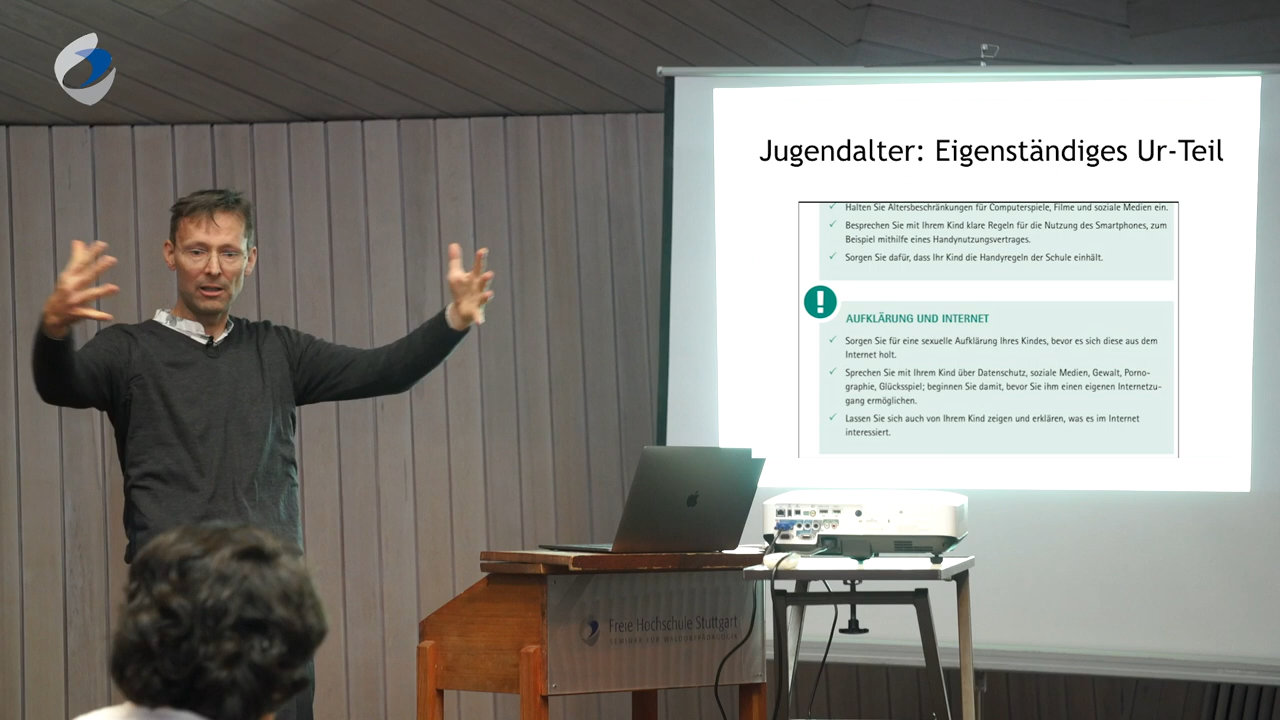 Jugendalter: Eigenständiges Ur-Teil
✓ Halten Sie Altersbeschränkungen für Computerspiele, Filme und soziale Medien ein.
✓ Besprechen Sie mit Ihrem Kind klare Regeln für die Nutzung des Smartphones, zum
Beispiel mithilfe eines Handynutzungsvertrages.
✓ Sorgen Sie dafür, dass Ihr Kind die Handyregeln der Schule einhält.
!
AUFKLÄRUNG UND INTERNET
✓ Sorgen Sie für eine sexuelle Aufklärung Ihres Kindes, bevor es sich diese aus dem
Internet holt.
✓ Sprechen Sie mit Ihrem Kind über Datenschutz, soziale Medien, Gewalt, Porno-
graphie, Glücksspiel; beginnen Sie damit, bevor Sie ihm einen eigenen Internetzu-
gang ermöglichen.
✓ Lassen Sie sich auch von Ihrem Kind zeigen und erklären, was es im Internet
interessiert.
Freie Hochschule Stuttgart
SEMINAR FÜR WALDORFPÄDAGOGIK